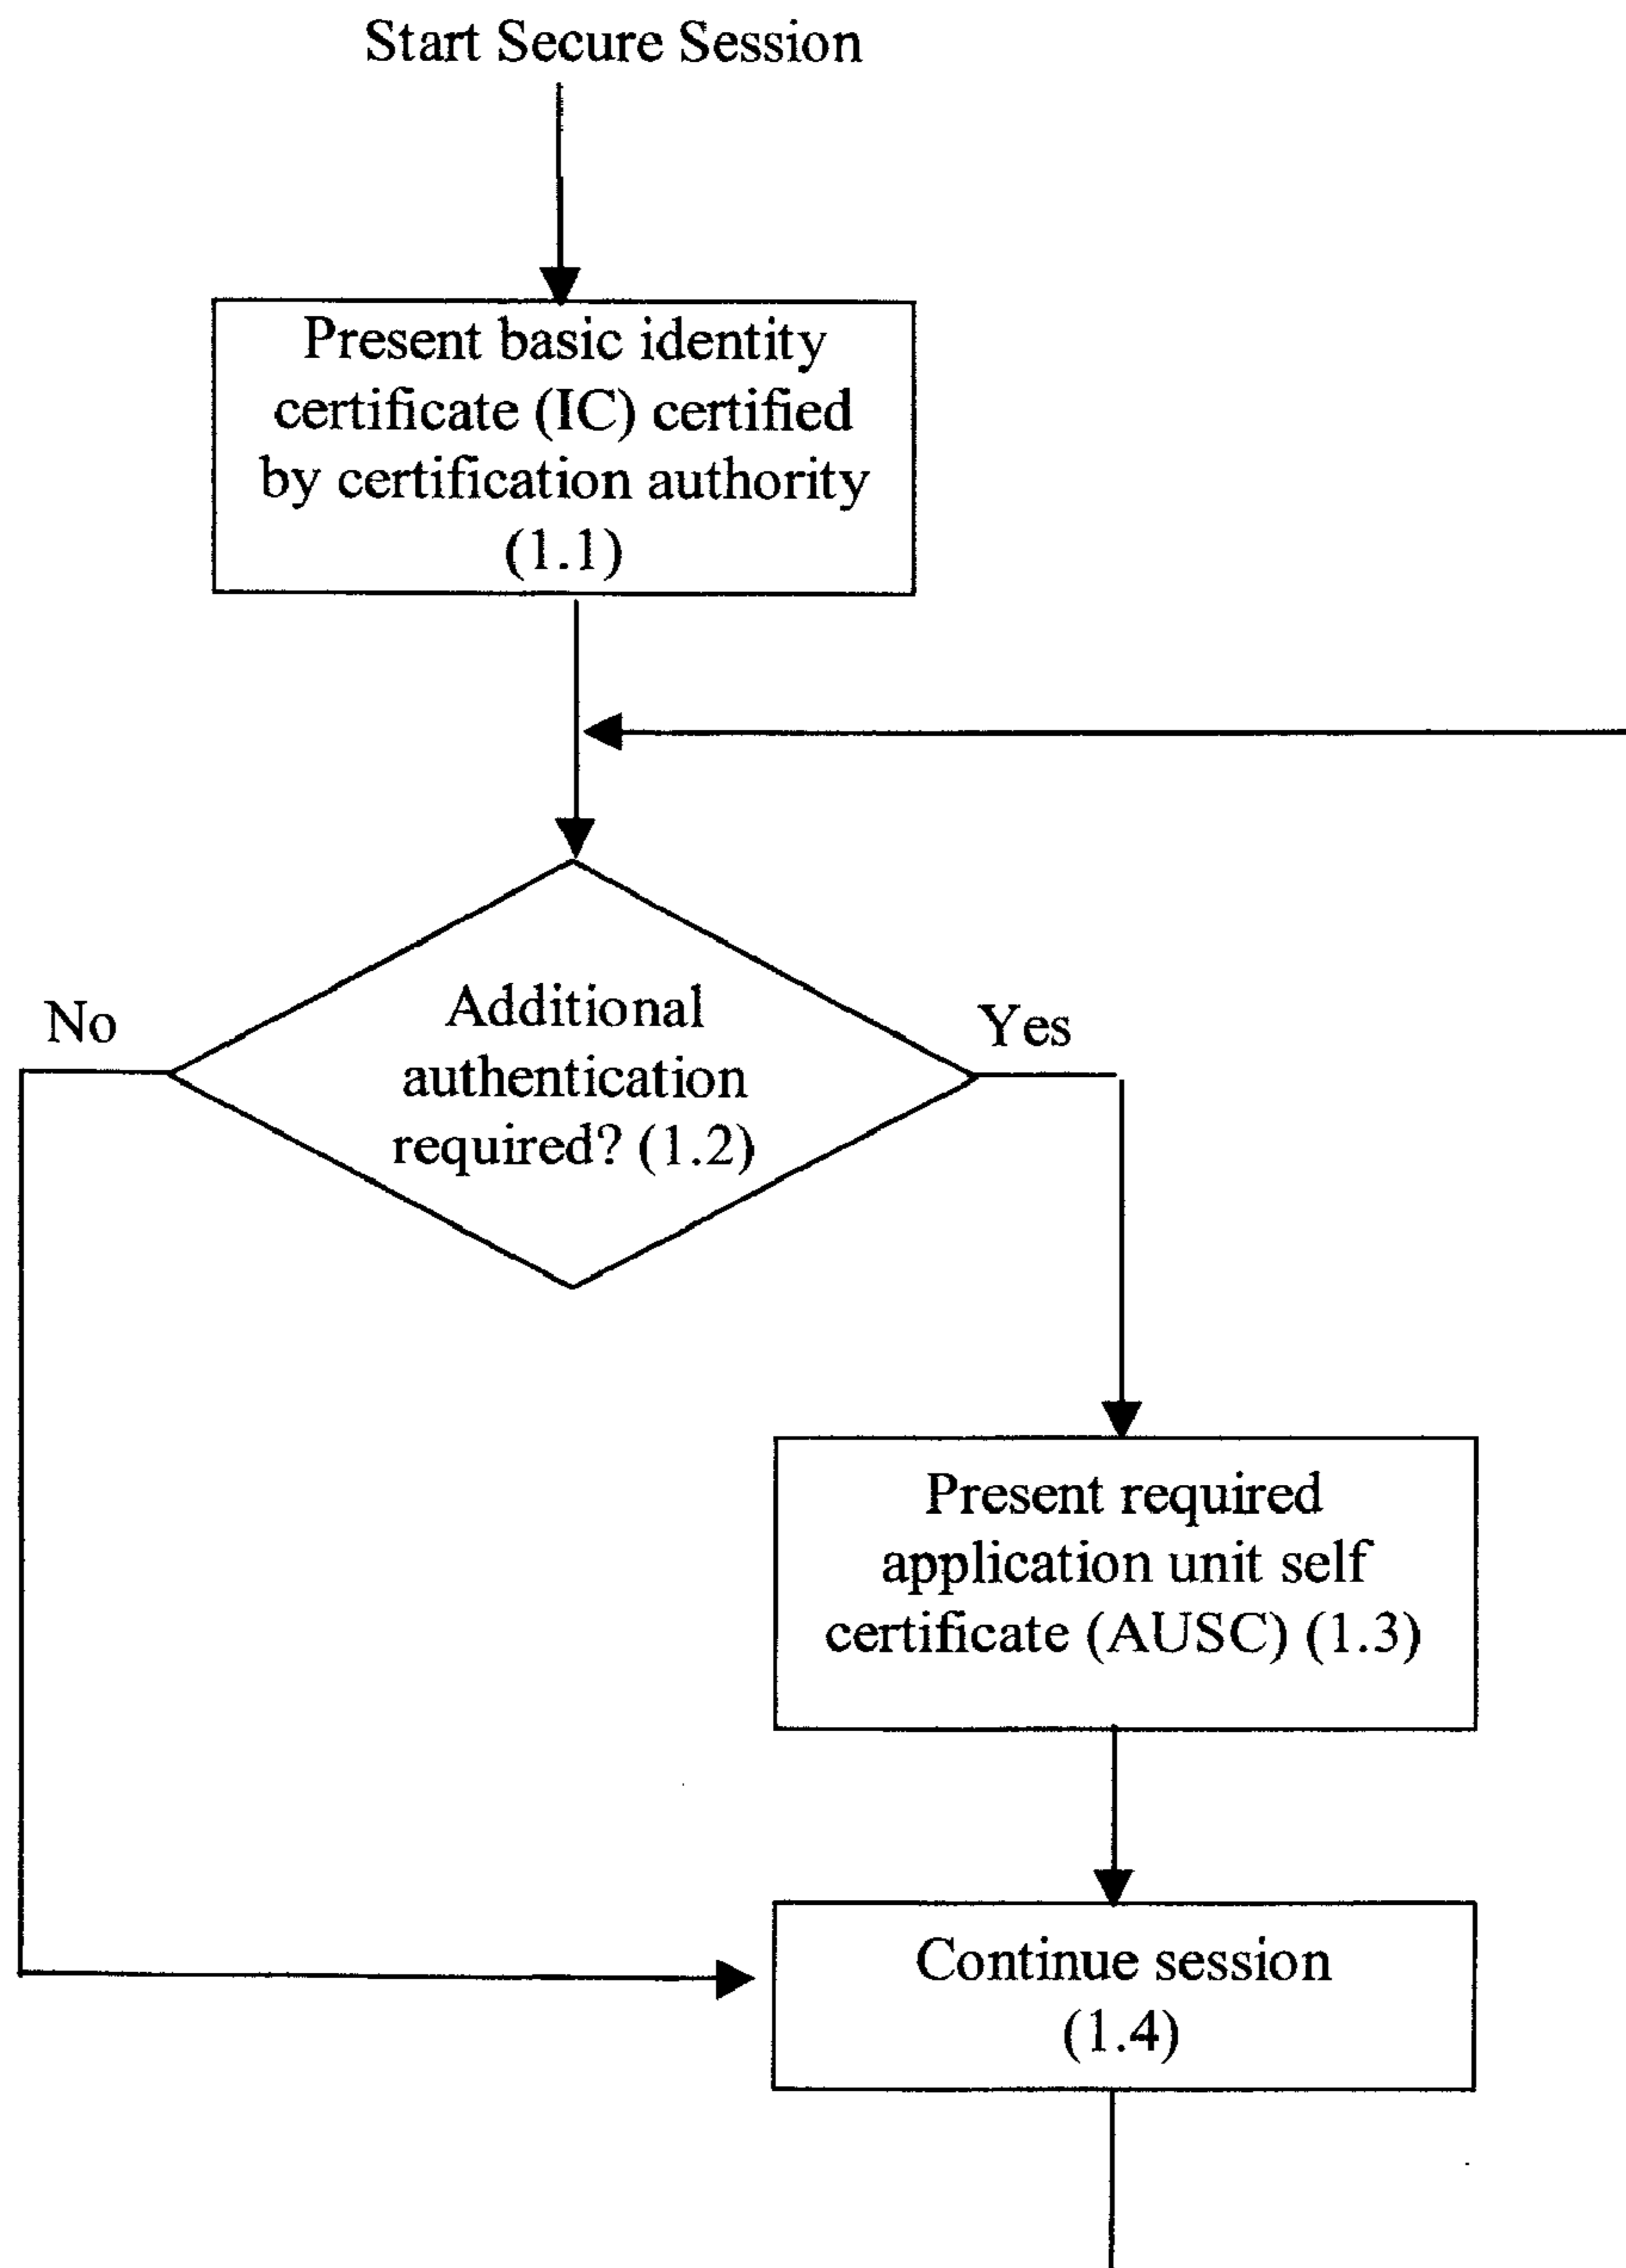 Start Secure Session
Present basic identity
certificate (IC) certified
by certification authority
(1.1)
No
Additional
authentication
required? (1.2)
Yes
Present required
application unit self
certificate (AUSC) (1.3)
Continue session
(1.4)